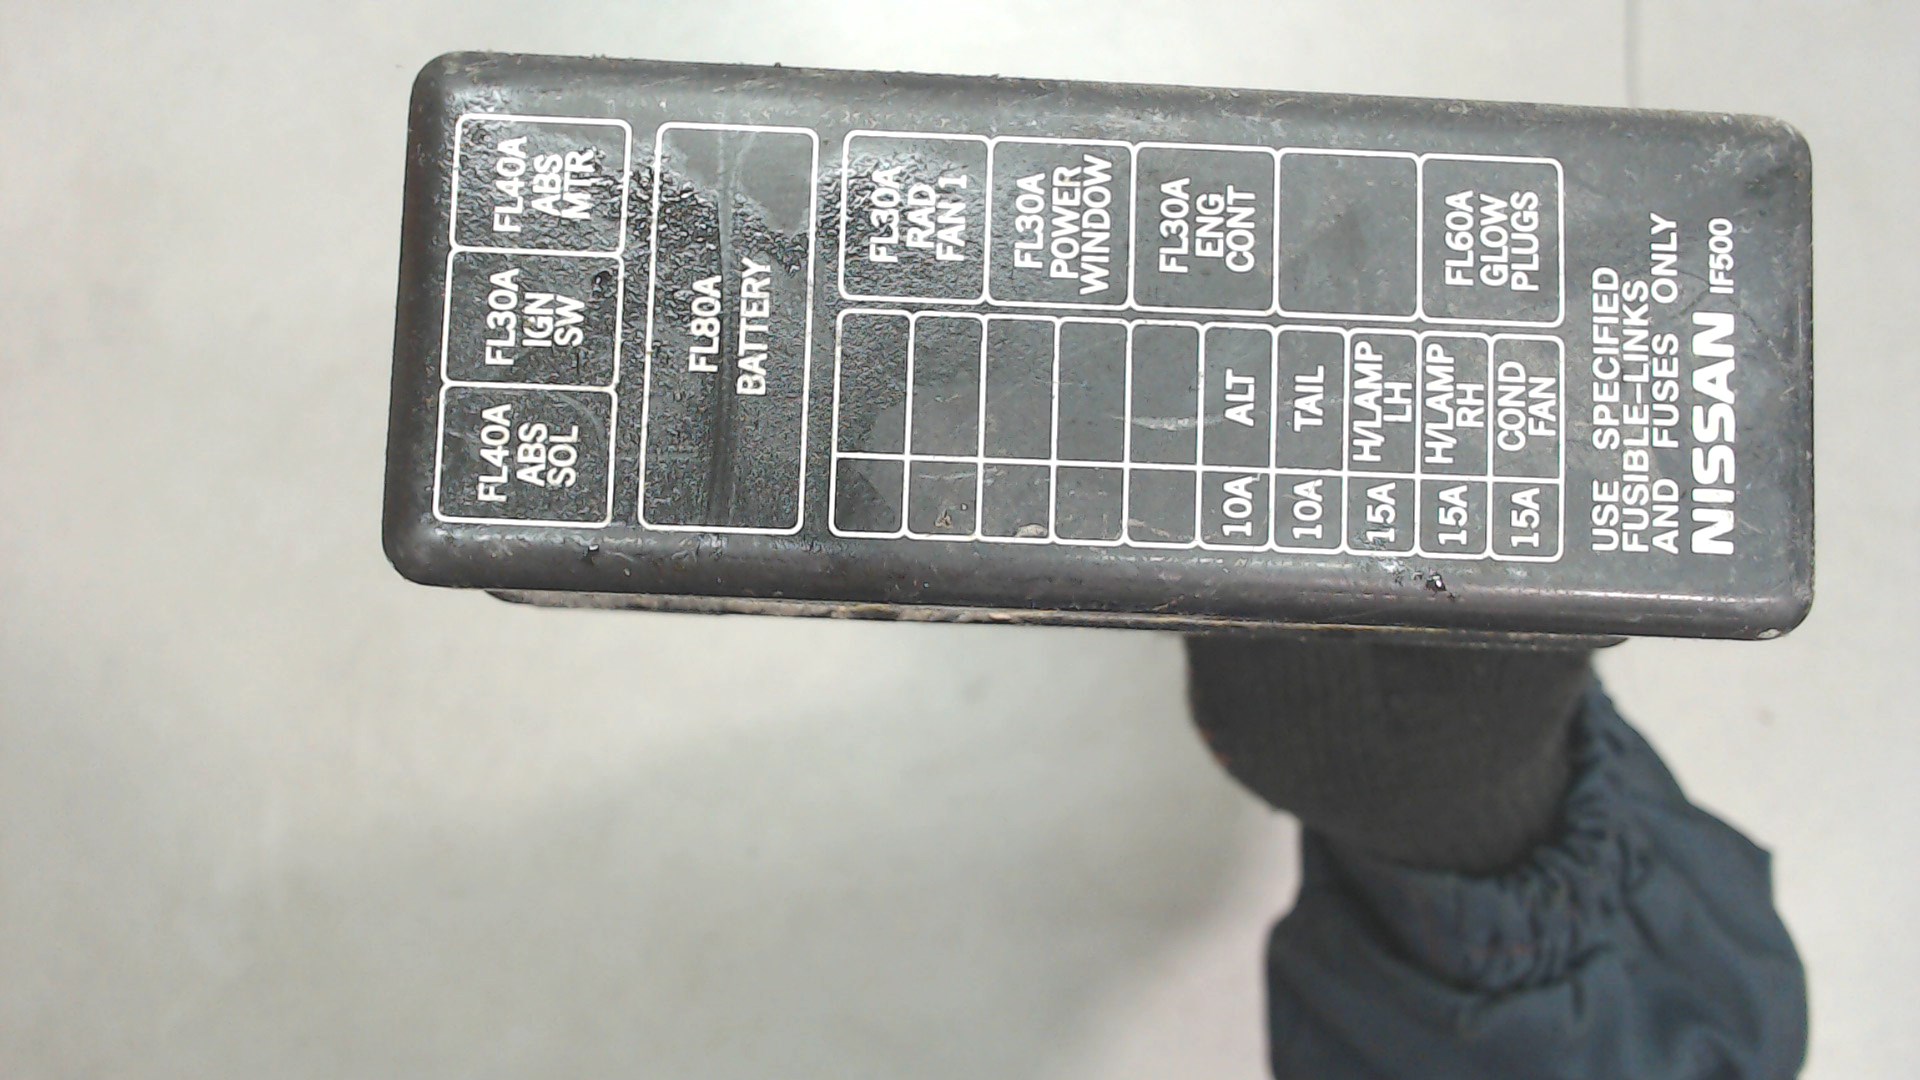 FL40A
ABS
SOL
FL30A
IGN
SW
FL40A
ABS
MTR
FL80A
BATTERY
FL30A
RAD
FAN 1
FL30A
POWER
WINDOW
FL30A
ENG
CONT
FL60A
GLOW
PLUGS
10A ALT
10A TAIL
15A H/LAMP
LH
15A H/LAMP
RH
15A COND
FAN
USE SPECIFIED
FUSIBLE-LINKS
AND FUSES ONLY
NISSAN IF500